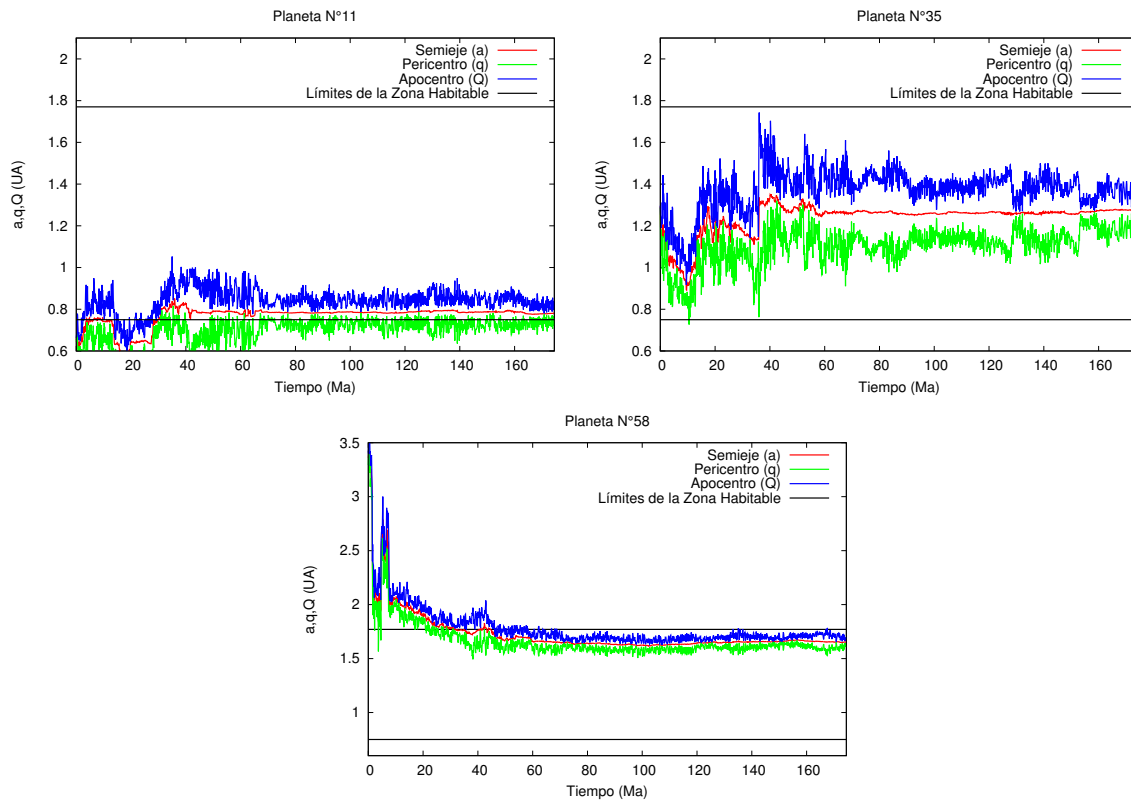 Planeta N°11
a,q,Q (UA)
2
1.8
1.6
1.4
1.2
1
0.8
0.6
Semieje (a)
Pericentro (q)
Apocentro (Q)
Límites de la Zona Habitable
0 20 40 60 80 100 120 140 160
Tiempo (Ma)
Planeta N°35
a,q,Q (UA)
2
1.8
1.6
1.4
1.2
1
0.8
0.6
Semieje (a)
Pericentro (q)
Apocentro (Q)
Límites de la Zona Habitable
0 20 40 60 80 100 120 140 160
Tiempo (Ma)
Planeta N°58
a,q,Q (UA)
3.5
3
2.5
2
1.5
1
Semieje (a)
Pericentro (q)
Apocentro (Q)
Límites de la Zona Habitable
0 20 40 60 80 100 120 140 160
Tiempo (Ma)